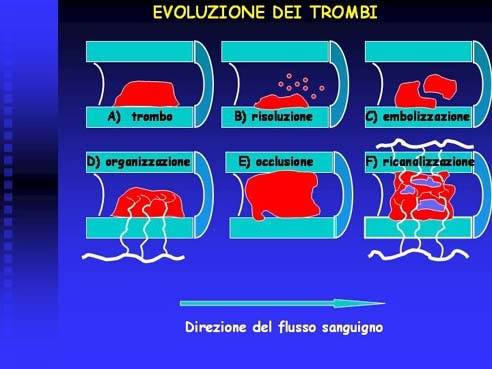 EVOLUZIONE DEI TROMBI
A) trombo
B) risoluzione
C) embolizzazione
D) organizzazione
E) occlusione
F) ricanalizzazione
Direzione del flusso sanguigno